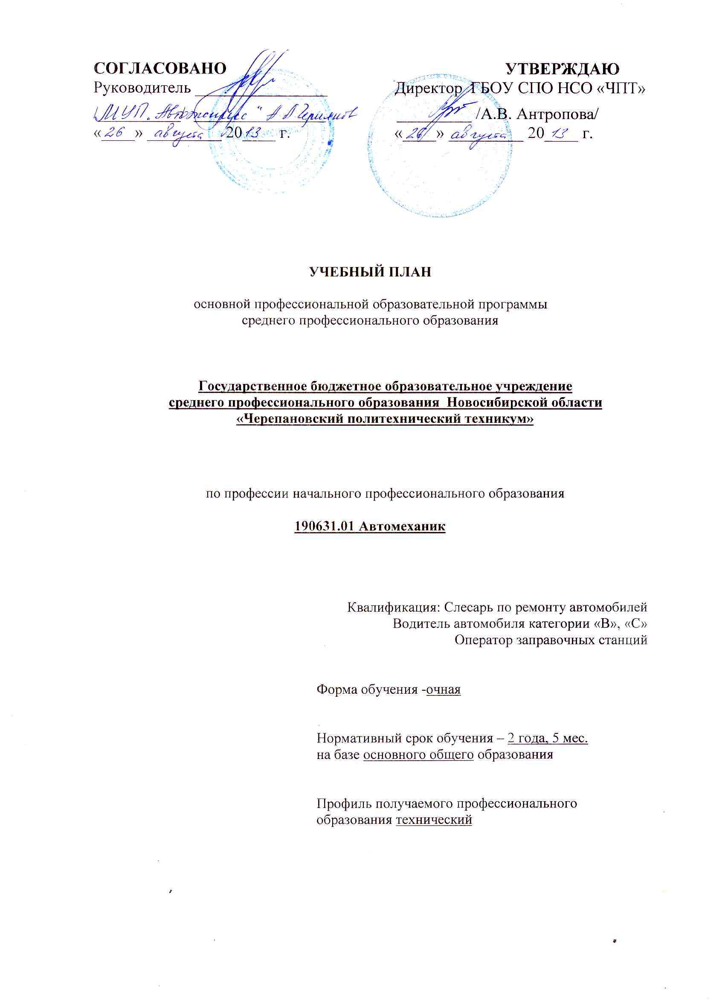 СОГЛАСОВАНО
Руководитель
МУП "Автоэкспресс"
«26» августа 2013 г.
УТВЕРЖДАЮ
Директор ГБОУ СПО НСО «ЧПТ»
/А.В. Антропова/
«26» августа 2013 г.
УЧЕБНЫЙ ПЛАН
основной профессиональной образовательной программы
среднего профессионального образования
Государственное бюджетное образовательное учреждение
среднего профессионального образования Новосибирской области
«Черепановский политехнический техникум»
по профессии начального профессионального образования
190631.01 Автомеханик
Квалификация: Слесарь по ремонту автомобилей
Водитель автомобиля категории «В», «С»
Оператор заправочных станций
Форма обучения -очная
Нормативный срок обучения – 2 года, 5 мес.
на базе основного общего образования
Профиль получаемого профессионального
образования технический